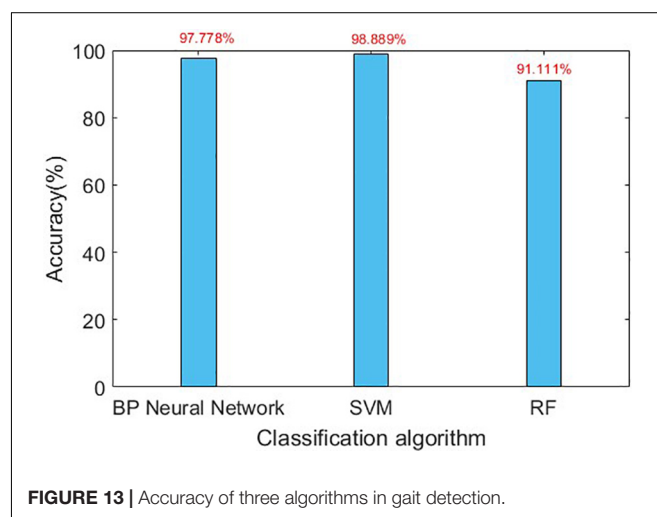 97.778%
98.889%
91.111%
100
80
60
40
20
0
Accuracy(%)
BP Neural Network
SVM
RF
Classification algorithm
FIGURE 13 | Accuracy of three algorithms in gait detection.